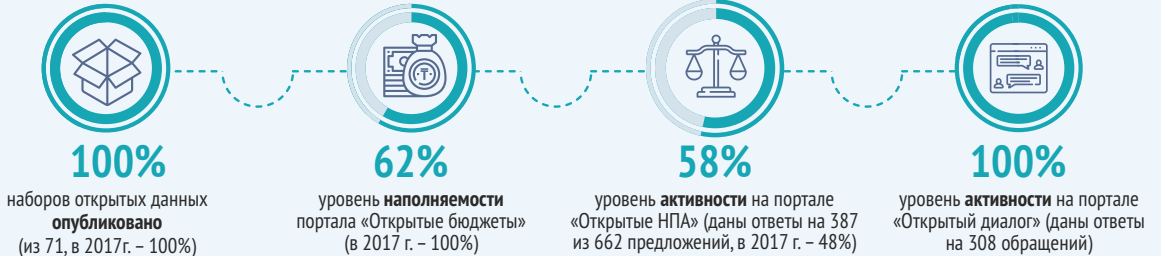 100%
наборов открытых данных
опубликовано
(из 71, в 2017г. – 100%)
62%
уровень наполняемости
портала «Открытые бюджеты»
(в 2017 г. – 100%)
58%
уровень активности на портале
«Открытые НПА» (даны ответы на 387
из 662 предложений, в 2017 г. – 48%)
100%
уровень активности на портале
«Открытый диалог» (даны ответы
на 308 обращений)